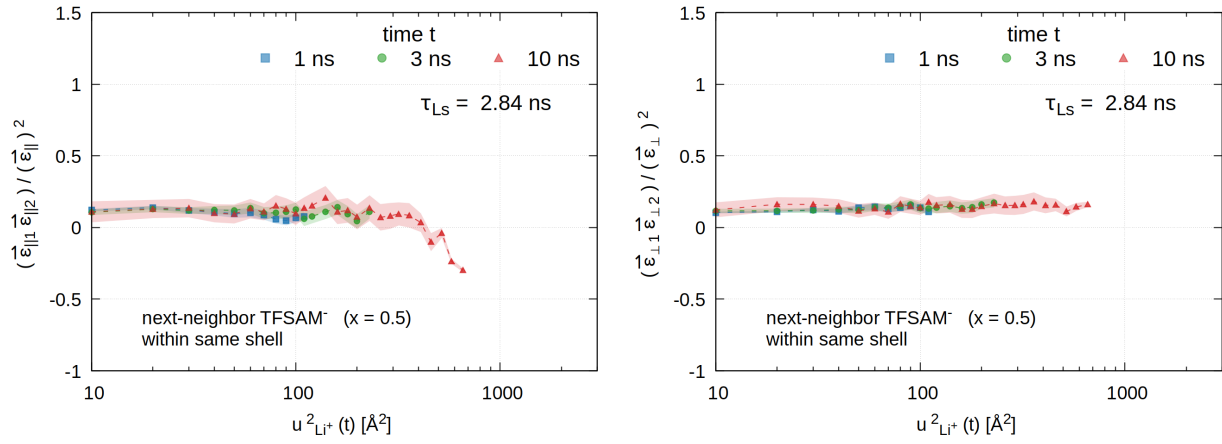 time t
1 ns 3 ns 10 ns
τLs = 2.84 ns
1.5
1
0.5
0
-0.5
-1
(ε⃗||1 ε⃗||2) / (ε⃗||)²
next-neighbor TFSAM⁻ (x = 0.5)
within same shell
10 100 1000
u²Li⁺(t) [Å²]
time t
1 ns 3 ns 10 ns
τLs = 2.84 ns
1.5
1
0.5
0
-0.5
-1
(ε⃗⊥1 ε⃗⊥2) / (ε⃗⊥)²
next-neighbor TFSAM⁻ (x = 0.5)
within same shell
10 100 1000
u²Li⁺(t) [Å²]